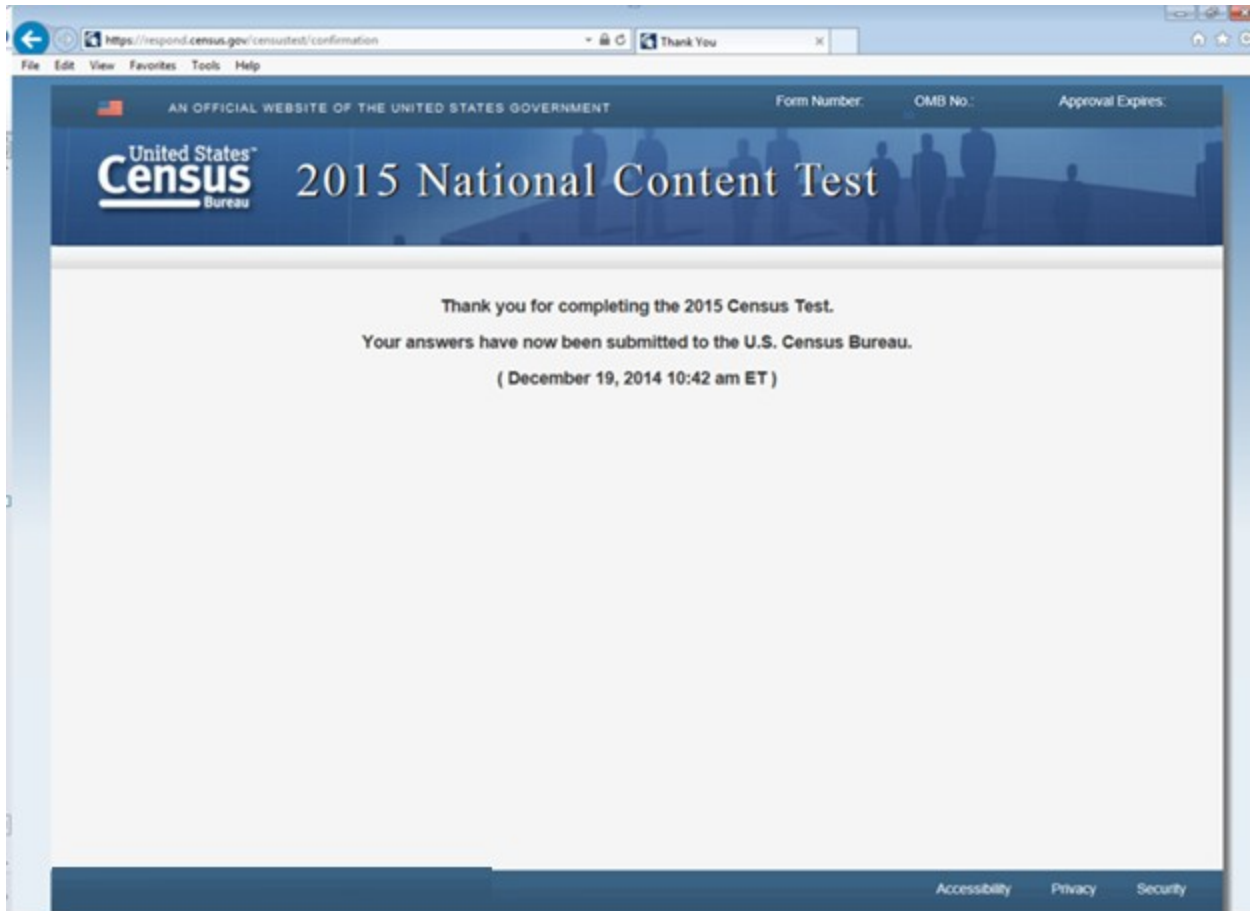 https://respond.census.gov/censustest/confirmation
Thank You
File Edit View Favorites Tools Help
AN OFFICIAL WEBSITE OF THE UNITED STATES GOVERNMENT Form Number: OMB No.: Approval Expires:
United States™
Census
Bureau
2015 National Content Test
Thank you for completing the 2015 Census Test.
Your answers have now been submitted to the U.S. Census Bureau.
( December 19, 2014 10:42 am ET )
Accessibility Privacy Security